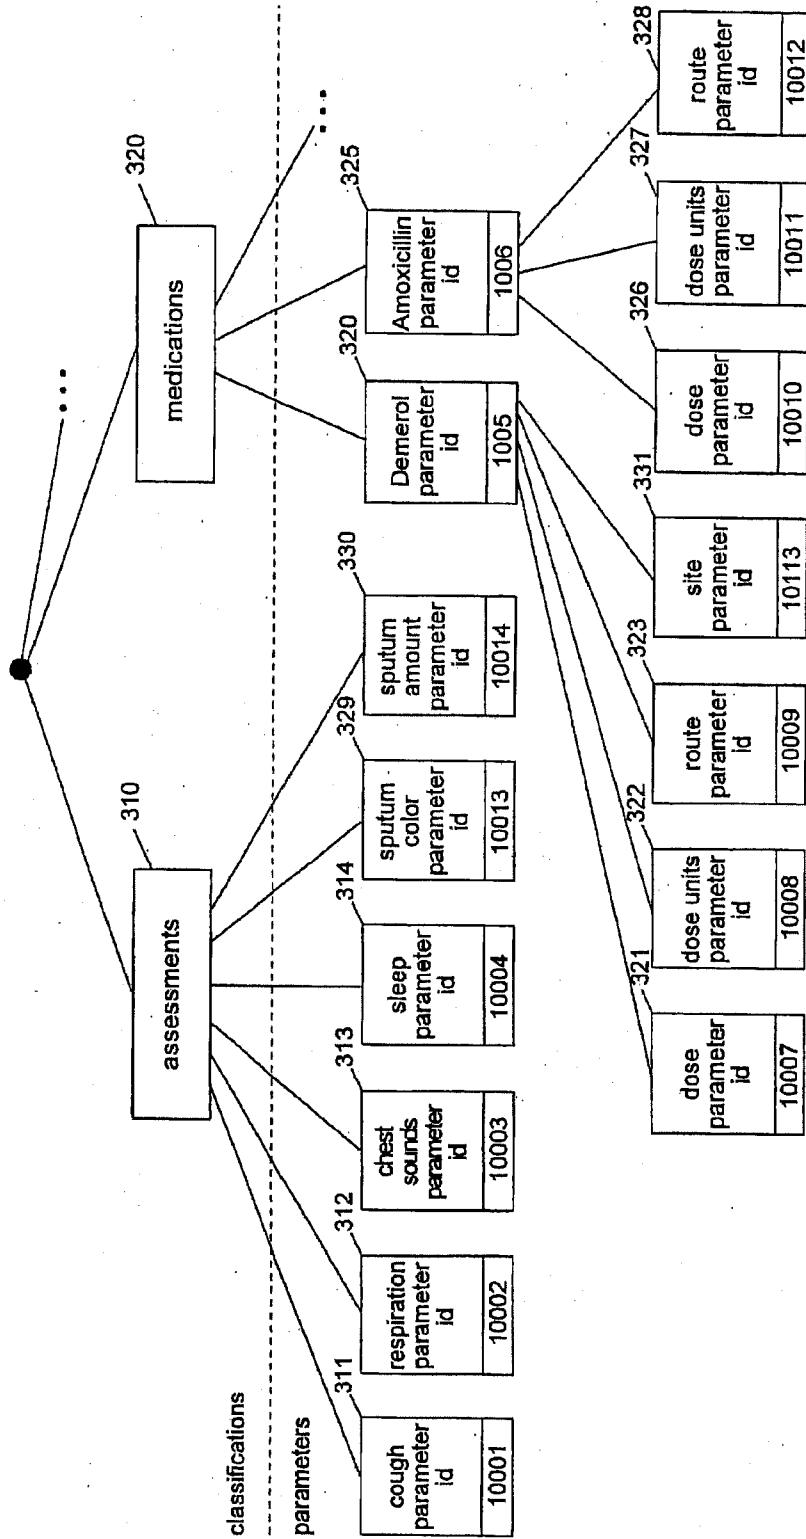 310
assessments
320
medications
...
classifications
parameters
...
311
cough
parameter
id
10001
312
respiration
parameter
id
10002
313
chest
sounds
parameter
id
10003
314
sleep
parameter
id
10004
329
sputum
color
parameter
id
10013
330
sputum
amount
parameter
id
10014
320
Demerol
parameter
id
1005
325
Amoxicillin
parameter
id
1006
321
dose
parameter
id
10007
322
dose units
parameter
id
10008
323
route
parameter
id
10009
331
site
parameter
id
10113
326
dose
parameter
id
10010
327
dose units
parameter
id
10011
328
route
parameter
id
10012